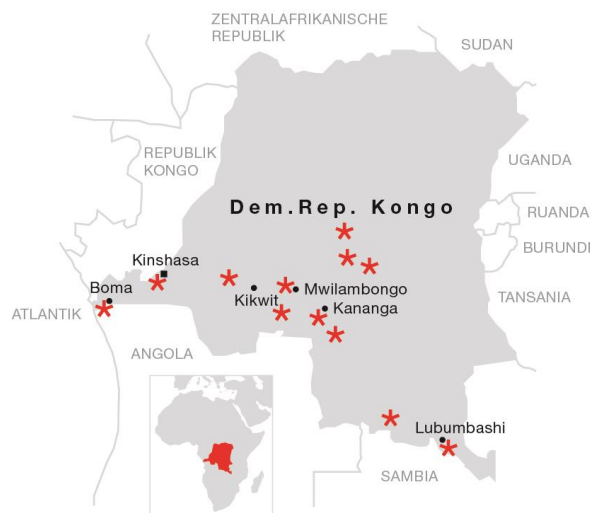 ZENTRALAFRIKANISCHE
REPUBLIK
SUDAN
REPUBLIK
KONGO
UGANDA
Dem.Rep. Kongo
RUANDA
BURUNDI
Kinshasa
Boma
Mwilambongo
Kikwit
TANSANIA
Kananga
ATLANTIK
ANGOLA
Lubumbashi
SAMBIA